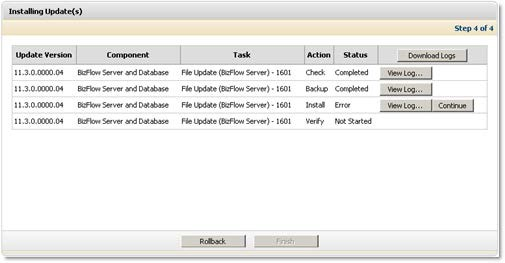 Installing Update(s)
Step 4 of 4
Update Version Component Task Action Status Download Logs
11.3.0.0000.04 BizFlow Server and Database File Update (BizFlow Server) - 1601 Check Completed View Log...
11.3.0.0000.04 BizFlow Server and Database File Update (BizFlow Server) - 1601 Backup Completed View Log...
11.3.0.0000.04 BizFlow Server and Database File Update (BizFlow Server) - 1601 Install Error View Log... Continue
11.3.0.0000.04 BizFlow Server and Database File Update (BizFlow Server) - 1601 Verify Not Started
Rollback Finish